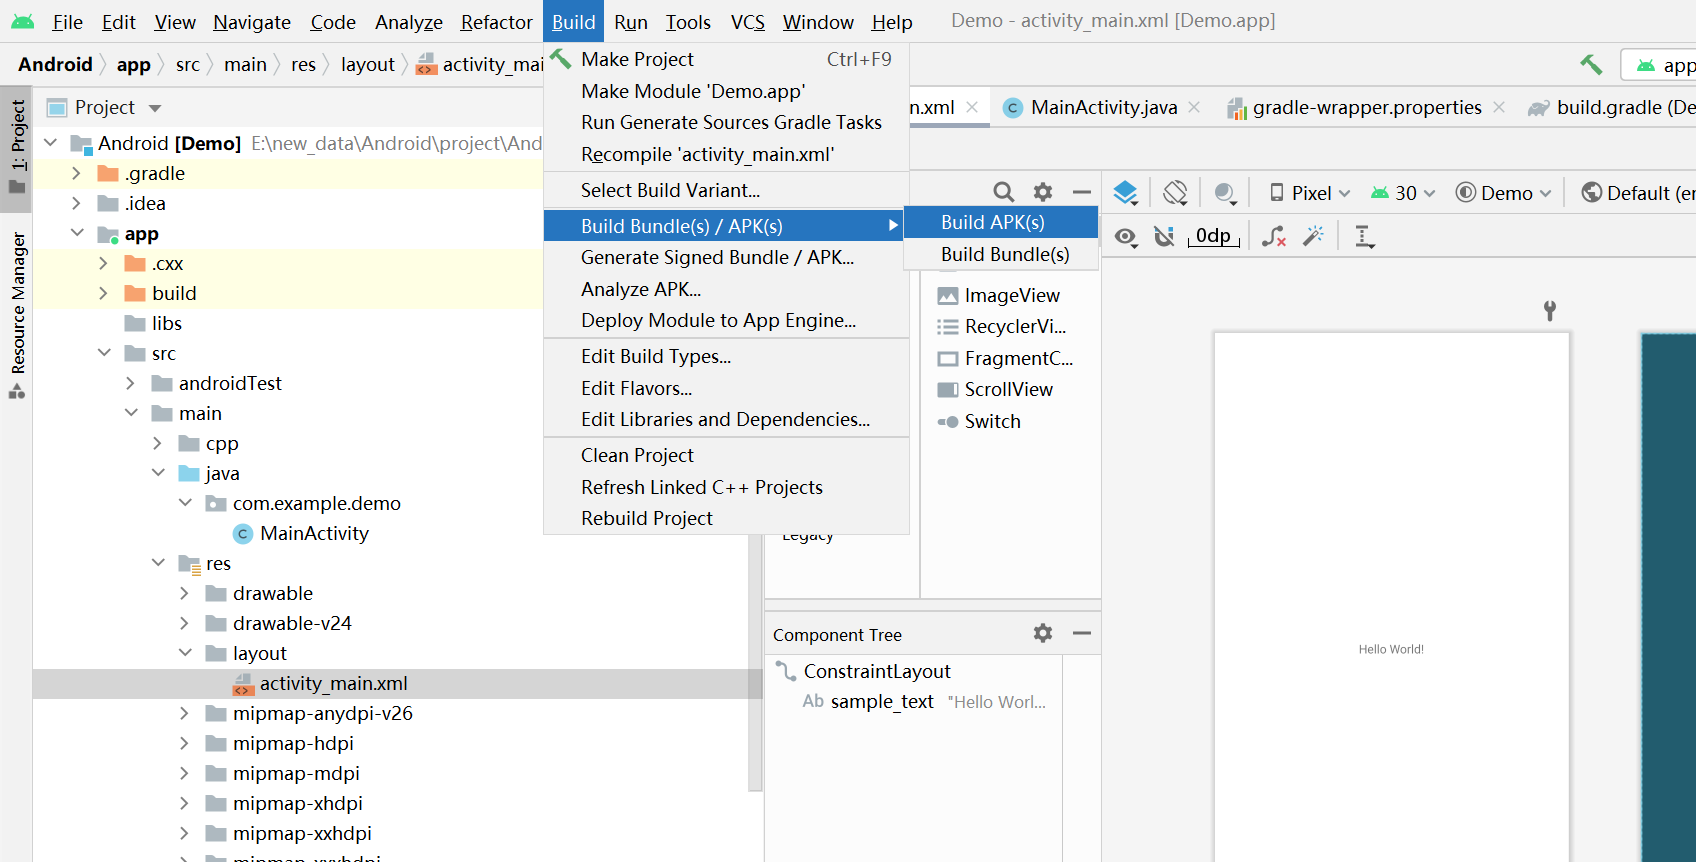 File Edit View Navigate Code Analyze Refactor Build Run Tools VCS Window Help Demo - activity_main.xml [Demo.app]
Android app src main res layout activity_mai
app
1: Project
Resource Manager
Project
Android [Demo] E:\new_data\Android\project\And
.gradle
.idea
app
.cxx
build
libs
src
androidTest
main
cpp
java
com.example.demo
MainActivity
res
drawable
drawable-v24
layout
activity_main.xml
mipmap-anydpi-v26
mipmap-hdpi
mipmap-mdpi
mipmap-xhdpi
mipmap-xxhdpi
mipmap-xxxhdpi
Make Project Ctrl+F9
Make Module 'Demo.app'
Run Generate Sources Gradle Tasks
Recompile 'activity_main.xml'
Select Build Variant...
Build Bundle(s) / APK(s)
Generate Signed Bundle / APK...
Analyze APK...
Deploy Module to App Engine...
Edit Build Types...
Edit Flavors...
Edit Libraries and Dependencies...
Clean Project
Refresh Linked C++ Projects
Rebuild Project
Build APK(s)
Build Bundle(s)
n.xml MainActivity.java gradle-wrapper.properties build.gradle (De
Pixel 30 Demo Default (en
0dp
ImageView
RecyclerVi...
FragmentC...
ScrollView
Switch
Legacy
Component Tree
ConstraintLayout
Ab sample_text "Hello Worl...
Hello World!